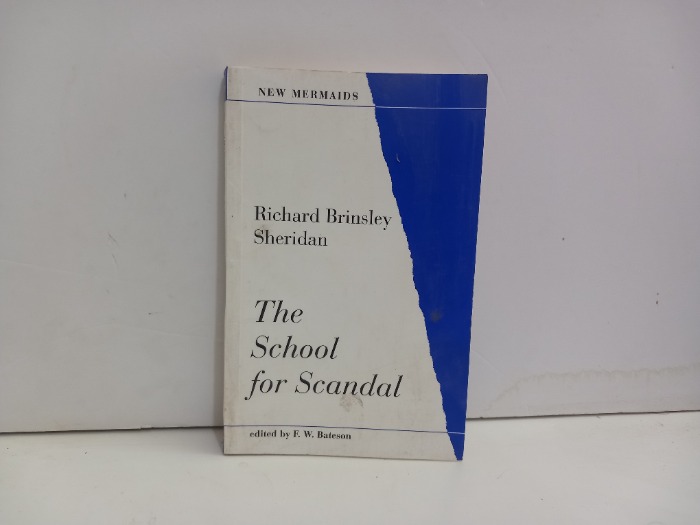 NEW MERMAIDS
Richard Brinsley
Sheridan
The
School
for Scandal
edited by F. W. Bateson